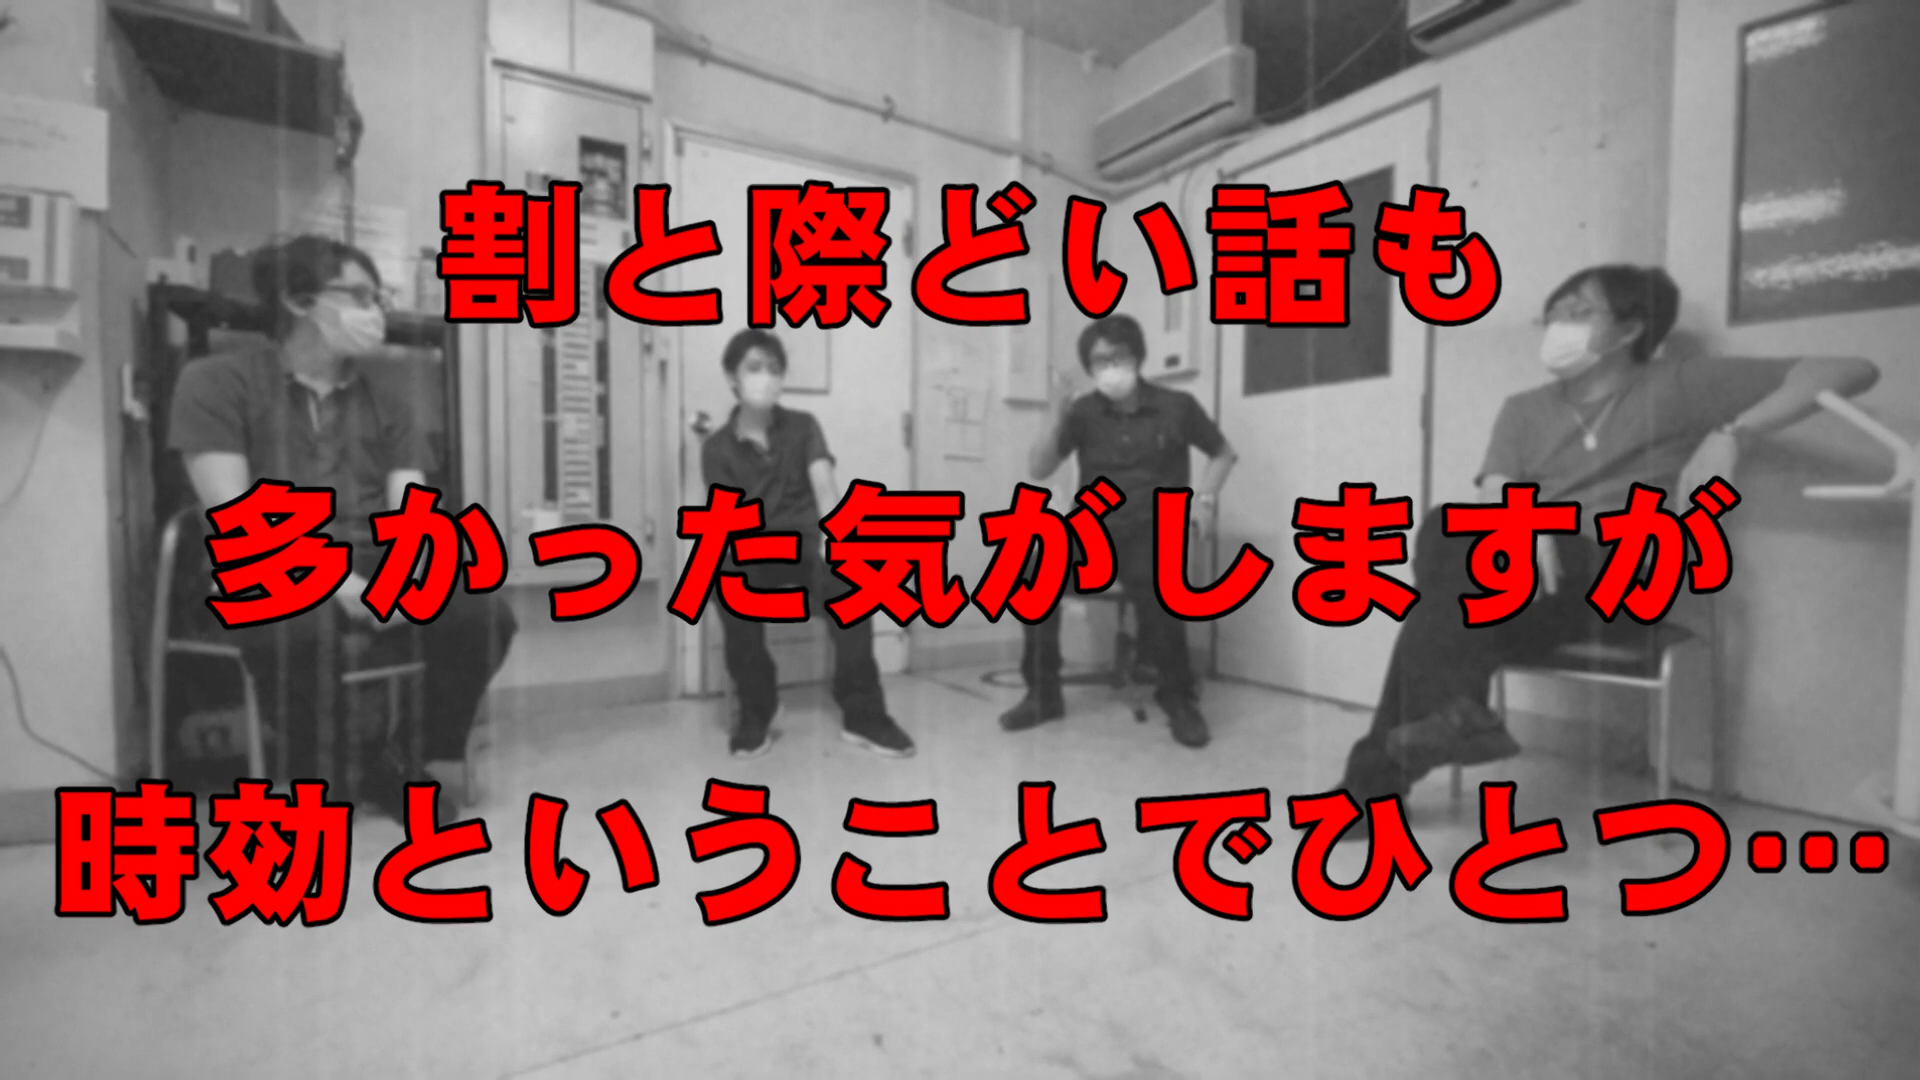 割と際どい話も
多かった気がしますが
時効ということでひとつ…